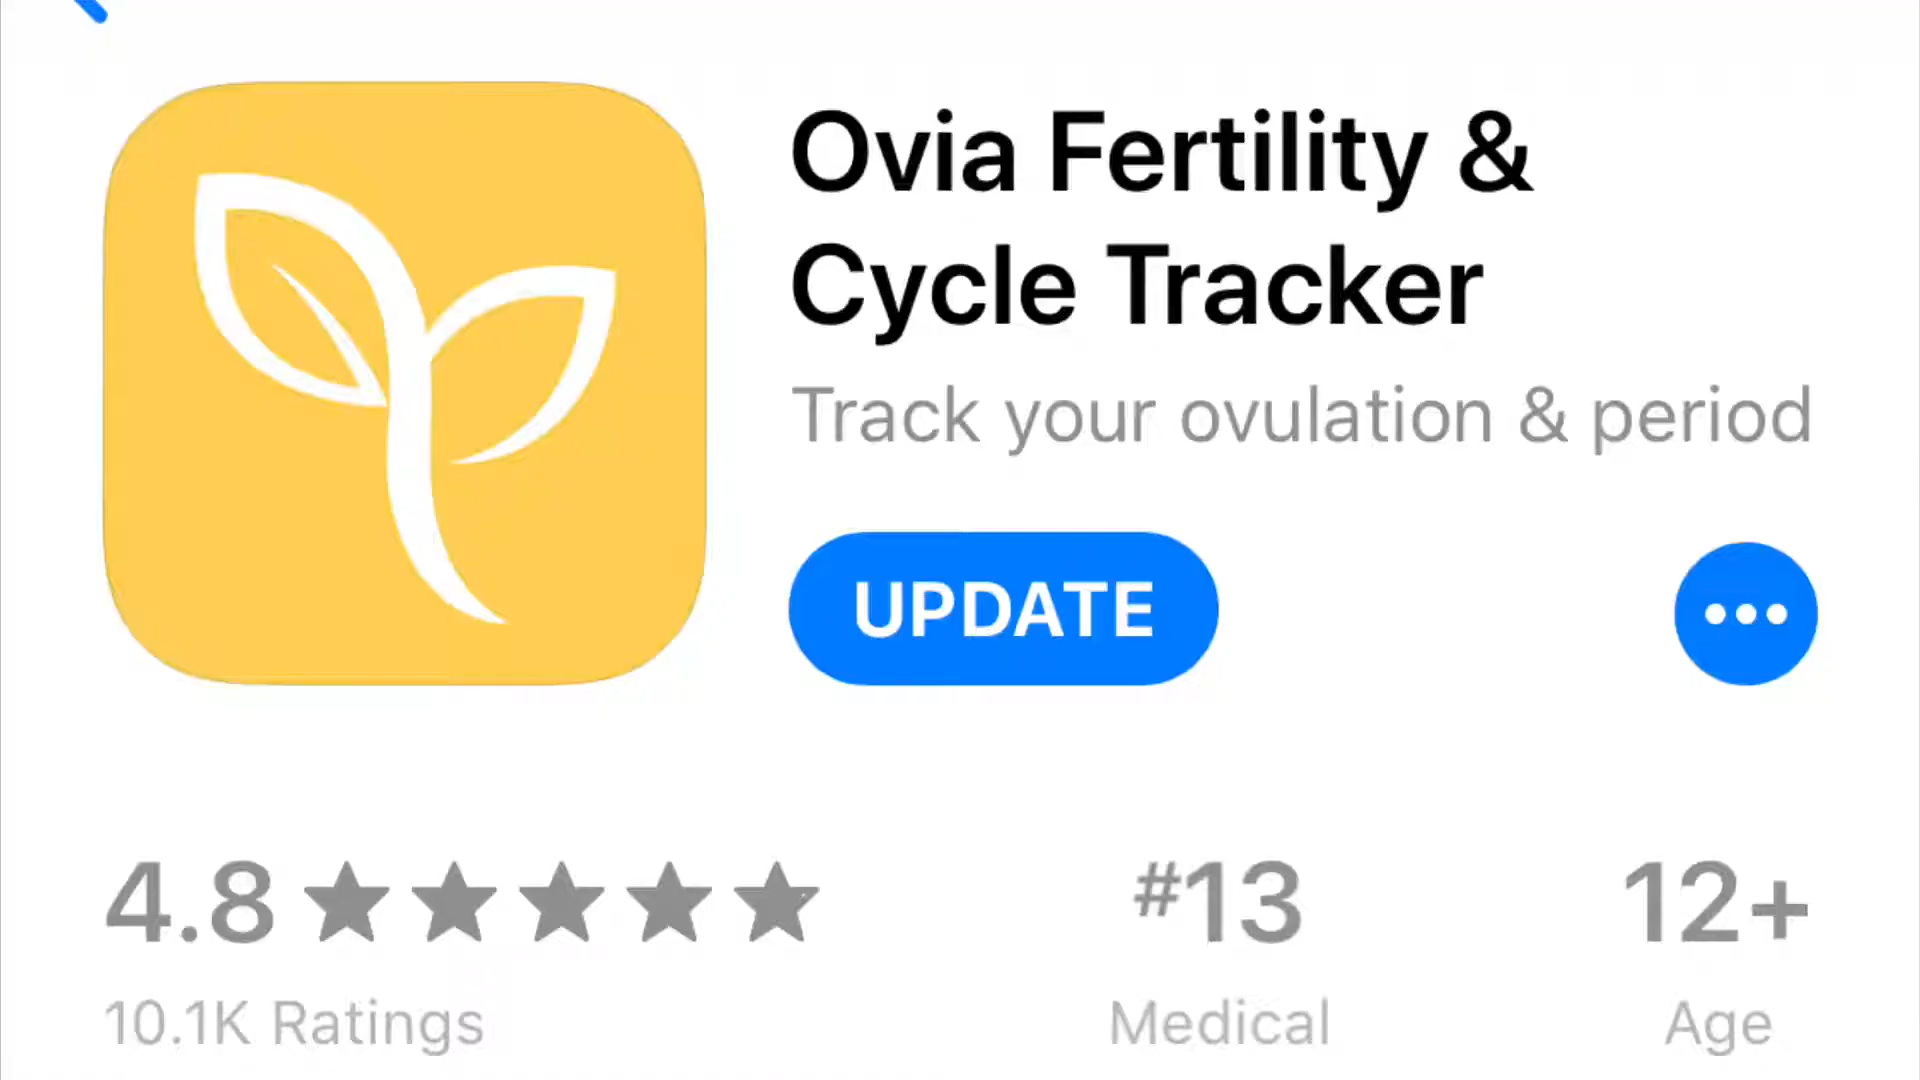 Ovia Fertility &
Cycle Tracker
Track your ovulation & period
UPDATE
4.8
#13
12+
10.1K Ratings
Medical
Age